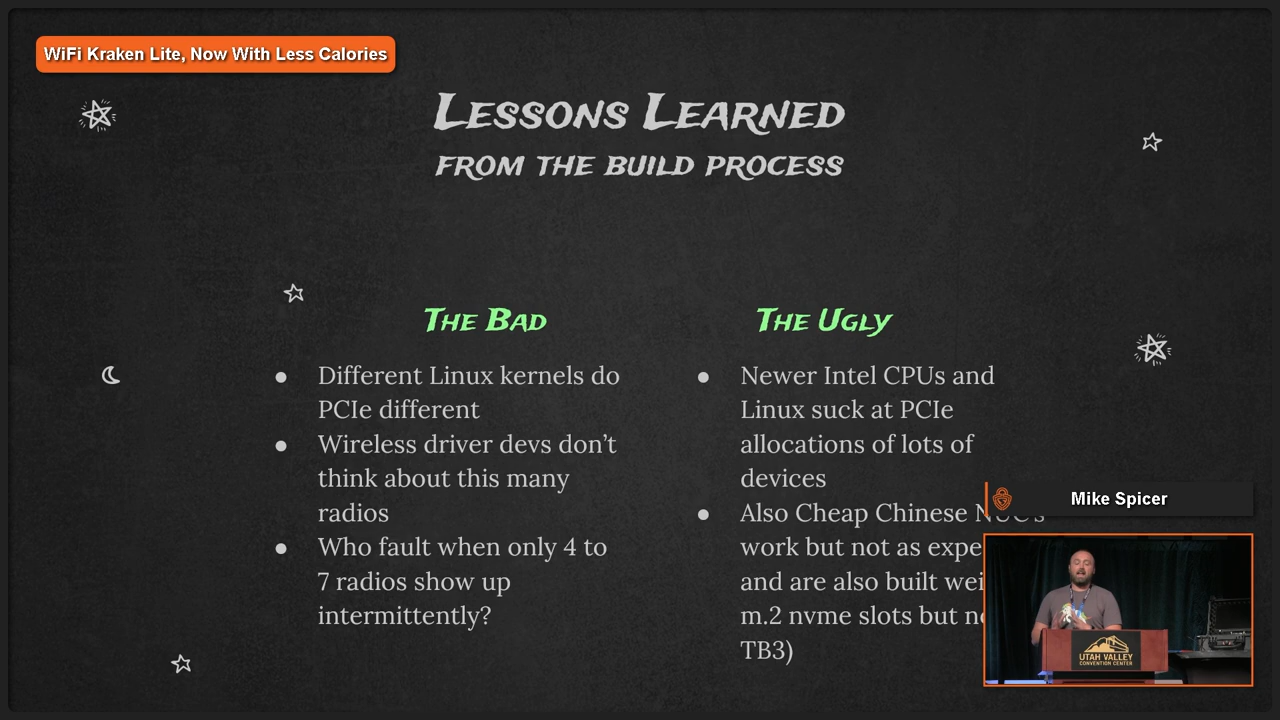 WiFi Kraken Lite, Now With Less Calories
Lessons Learned
from the build process
The Bad
Different Linux kernels do
PCIe different
Wireless driver devs don't
think about this many
radios
Who fault when only 4 to
7 radios show up
intermittently?
The Ugly
Newer Intel CPUs and
Linux suck at PCIe
allocations of lots of
devices
Also Cheap Chinese NUC's
work but not as
and are also built
m.2 nvme slots but
TB3)
Mike Spicer
UTAH VALLEY
CONVENTION CENTER